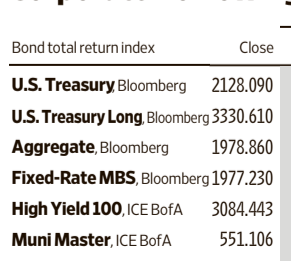 Bond total return index Close
U.S. Treasury, Bloomberg 2128.090
U.S. Treasury Long, Bloomberg 3330.610
Aggregate, Bloomberg 1978.860
Fixed-Rate MBS, Bloomberg 1977.230
High Yield 100, ICE BofA 3084.443
Muni Master, ICE BofA 551.106